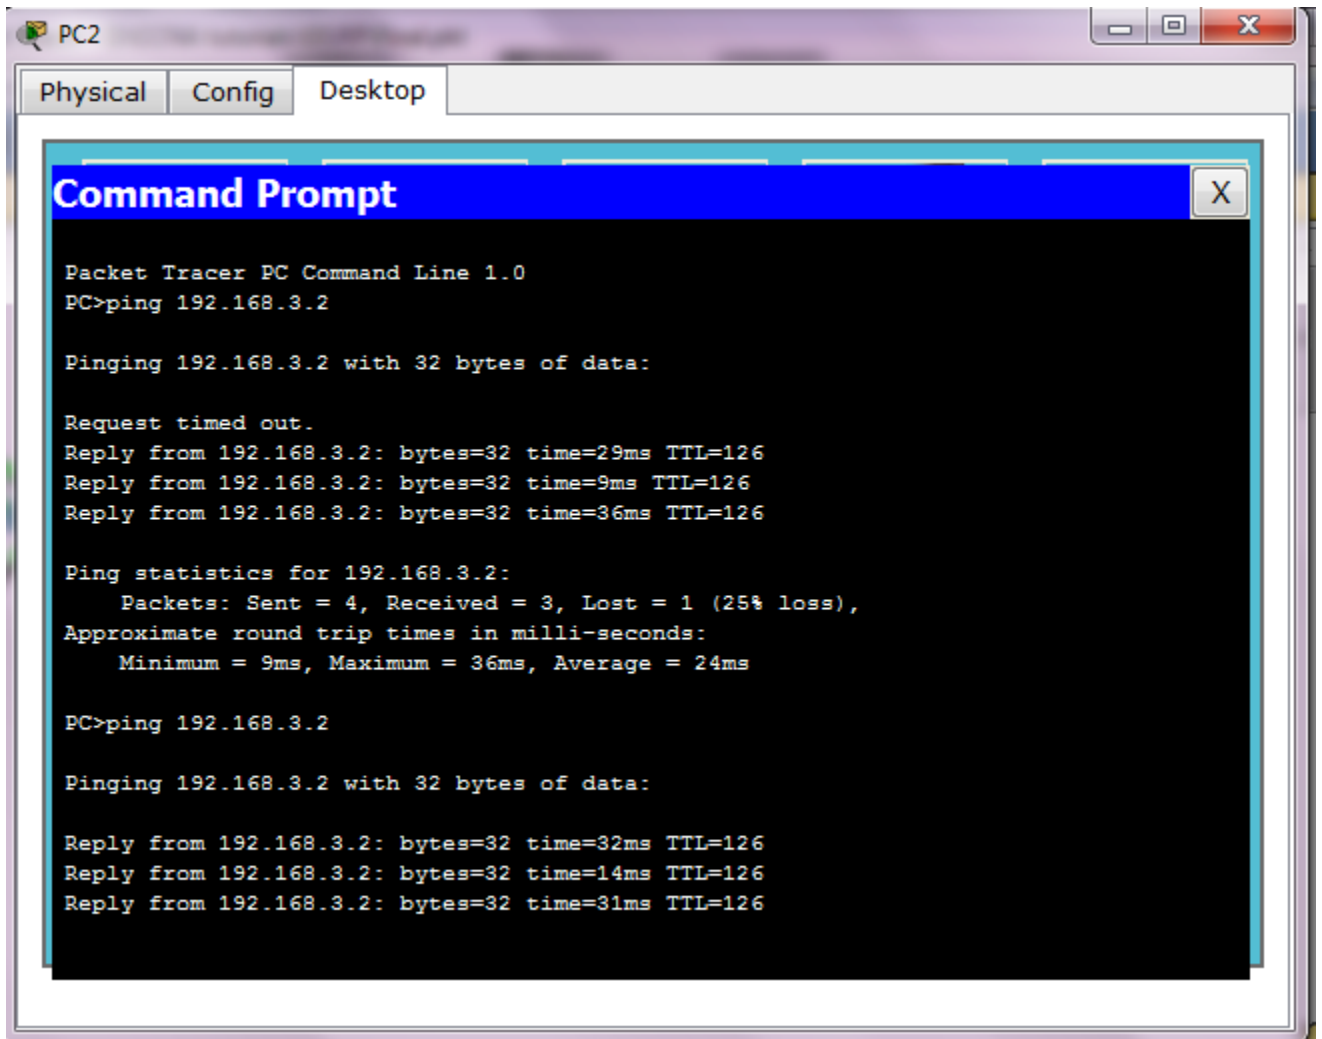 PC2
Physical Config Desktop
Command Prompt
X
Packet Tracer PC Command Line 1.0
PC>ping 192.168.3.2
Pinging 192.168.3.2 with 32 bytes of data:
Request timed out.
Reply from 192.168.3.2: bytes=32 time=29ms TTL=126
Reply from 192.168.3.2: bytes=32 time=9ms TTL=126
Reply from 192.168.3.2: bytes=32 time=36ms TTL=126
Ping statistics for 192.168.3.2:
Packets: Sent = 4, Received = 3, Lost = 1 (25% loss),
Approximate round trip times in milli-seconds:
Minimum = 9ms, Maximum = 36ms, Average = 24ms
PC>ping 192.168.3.2
Pinging 192.168.3.2 with 32 bytes of data:
Reply from 192.168.3.2: bytes=32 time=32ms TTL=126
Reply from 192.168.3.2: bytes=32 time=14ms TTL=126
Reply from 192.168.3.2: bytes=32 time=31ms TTL=126